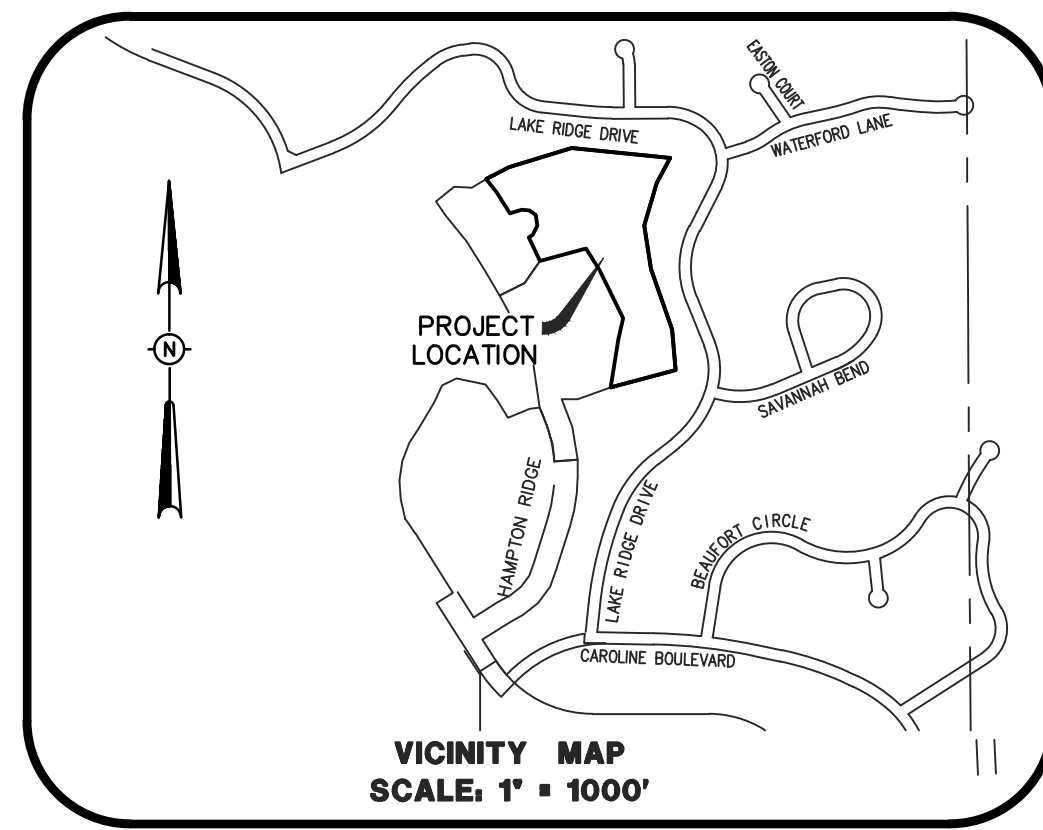 EASTON COURT
LAKE RIDGE DRIVE
WATERFORD LANE
N
PROJECT
LOCATION
SAVANNAH BEND
HAMPTON RIDGE
LAKE RIDGE DRIVE
BEAUFORT CIRCLE
CAROLINE BOULEVARD
VICINITY MAP
SCALE: 1' = 1000'